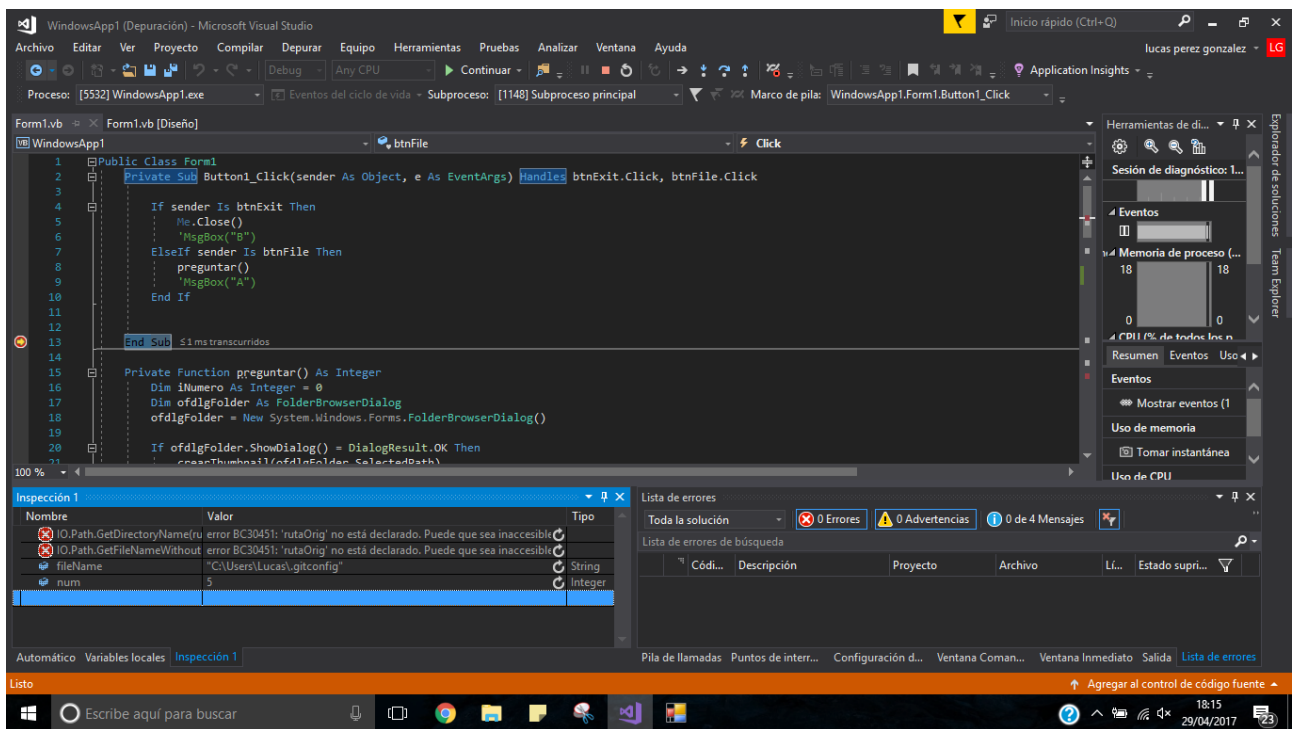 WindowsApp1 (Depuración) - Microsoft Visual Studio
Inicio rápido (Ctrl+Q)
Archivo Editar Ver Proyecto Compilar Depurar Equipo Herramientas Pruebas Analizar Ventana Ayuda
lucas perez gonzalez LG
Debug Any CPU Continuar Application Insights
Proceso: [5532] WindowsApp1.exe Eventos del ciclo de vida Subproceso: [1148] Subproceso principal Marco de pila: WindowsApp1.Form1.Button1_Click
Form1.vb Form1.vb [Diseño]
VB WindowsApp1 btnFile Click
1 Public Class Form1
2 Private Sub Button1_Click(sender As Object, e As EventArgs) Handles btnExit.Click, btnFile.Click
3
4 If sender Is btnExit Then
5 Me.Close()
6 'MsgBox("B")
7 ElseIf sender Is btnFile Then
8 preguntar()
9 'MsgBox("A")
10 End If
11
12
13 End Sub ≤1 ms transcurridos
14
15 Private Function preguntar() As Integer
16 Dim iNumero As Integer = 0
17 Dim ofdlgFolder As FolderBrowserDialog
18 ofdlgFolder = New System.Windows.Forms.FolderBrowserDialog()
19
20 If ofdlgFolder.ShowDialog() = DialogResult.OK Then
21 crearThumbnail(ofdlgFolder.SelectedPath)
100 %
Herramientas de di...
Sesión de diagnóstico: 1...
Eventos
Memoria de proceso (...
18 18
0 0
CPU (% de todos los p
Resumen Eventos Uso
Eventos
Mostrar eventos (1
Uso de memoria
Tomar instantánea
Uso de CPU
Explorador de soluciones
Team Explorer
Inspección 1
Nombre Valor Tipo
IO.Path.GetDirectoryName(ru error BC30451: 'rutaOrig' no está declarado. Puede que sea inaccesible
IO.Path.GetFileNameWithout error BC30451: 'rutaOrig' no está declarado. Puede que sea inaccesible
fileName "C:\Users\Lucas\.gitconfig" String
num 5 Integer
Automático Variables locales Inspección 1
Lista de errores
Toda la solución 0 Errores 0 Advertencias 0 de 4 Mensajes
Lista de errores de búsqueda
Códi... Descripción Proyecto Archivo Lí... Estado supri...
Pila de llamadas Puntos de interr... Configuración d... Ventana Coman... Ventana Inmediato Salida Lista de errores
Listo
Agregar al control de código fuente
Escribe aquí para buscar
18:15
29/04/2017
23